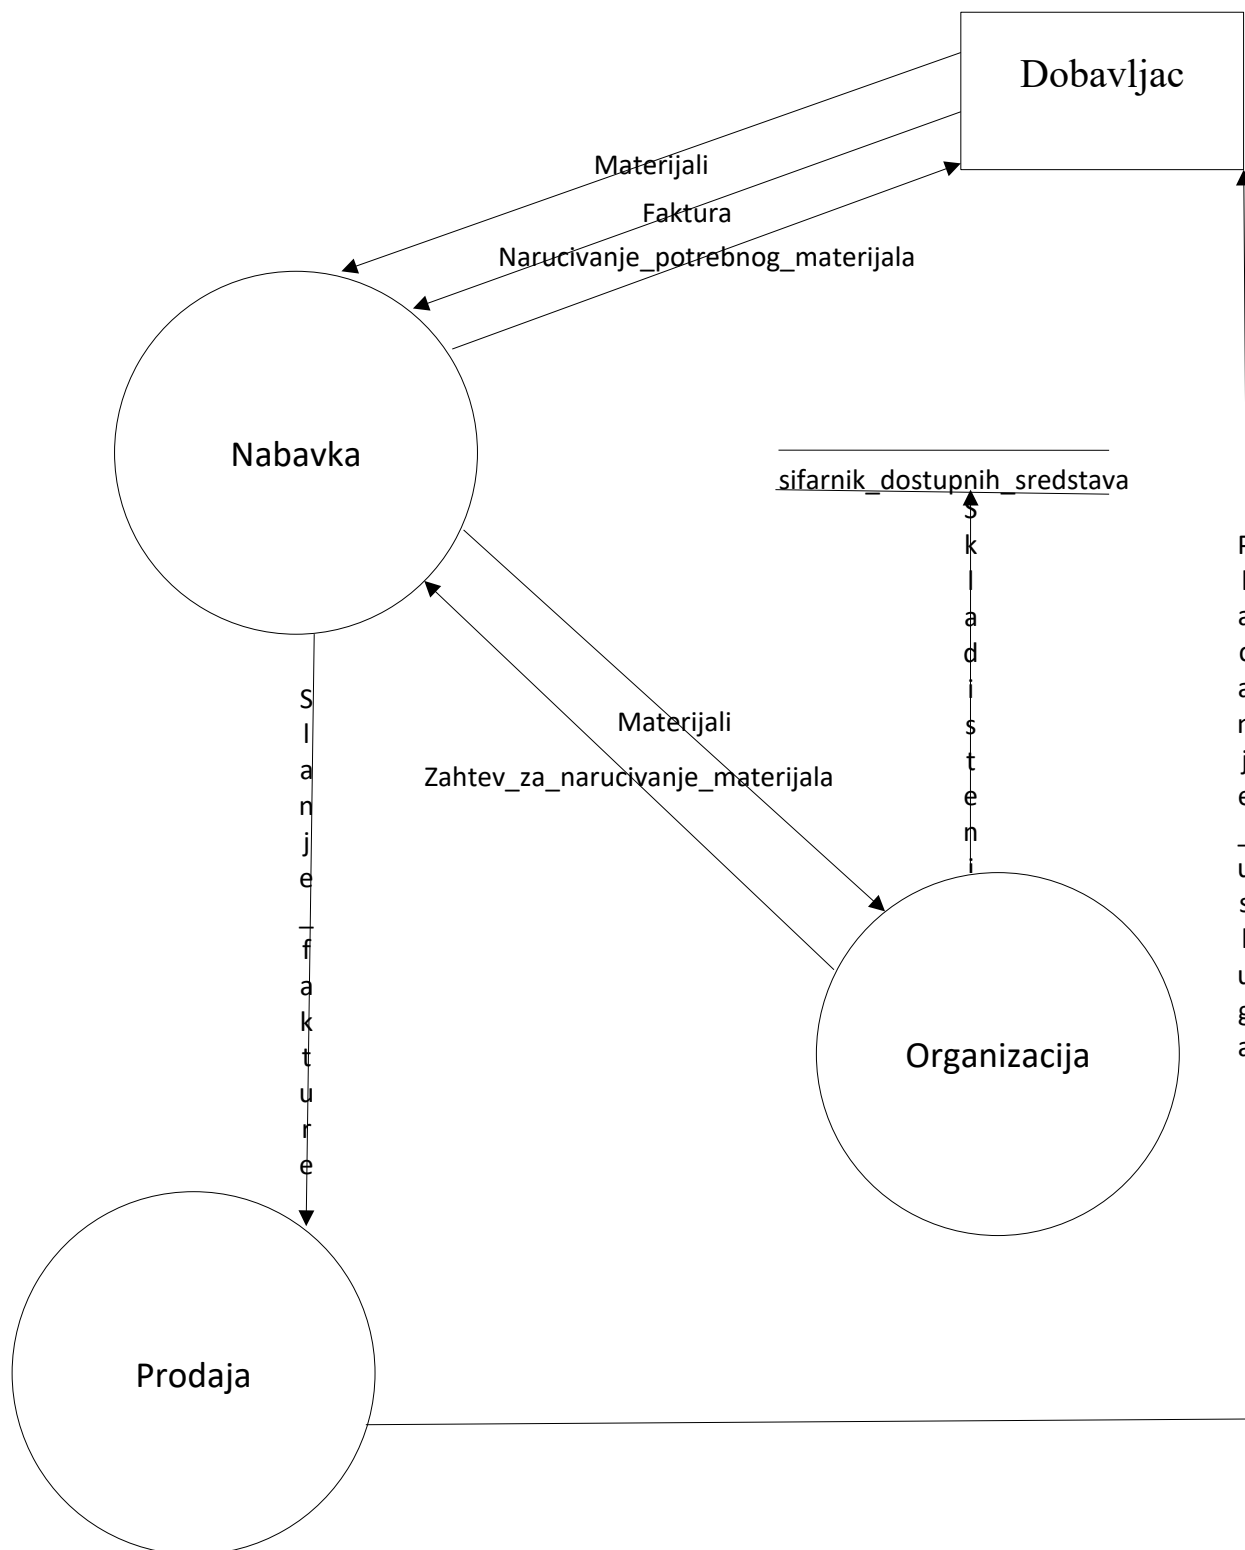 Dobavljac
Materijali
Faktura
Narucivanje_potrebnog_materijala
Nabavka
sifarnik_dostupnih_sredstava
Skladisteni
Materijali
Zahtev_za_narucivanje_materijala
Slanje_fakture
Organizacija
Prodaja